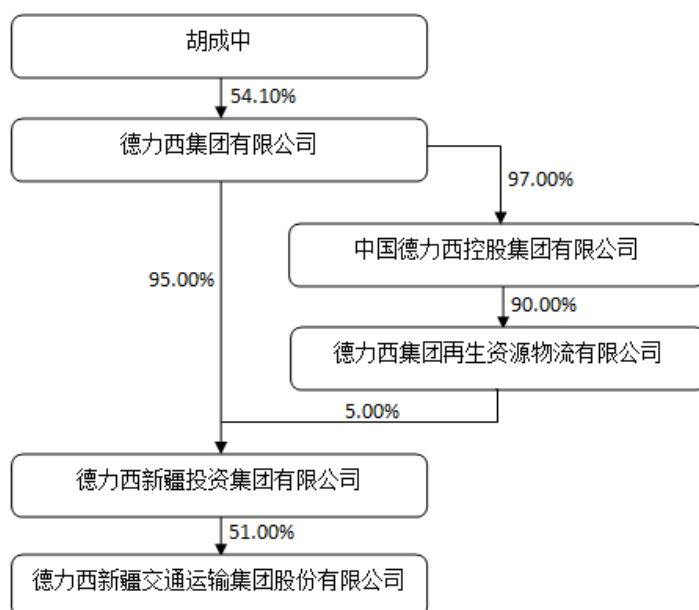 胡成中
54.10%
德力西集团有限公司
97.00%
中国德力西控股集团有限公司
95.00%
90.00%
德力西集团再生资源物流有限公司
5.00%
德力西新疆投资集团有限公司
51.00%
德力西新疆交通运输集团股份有限公司